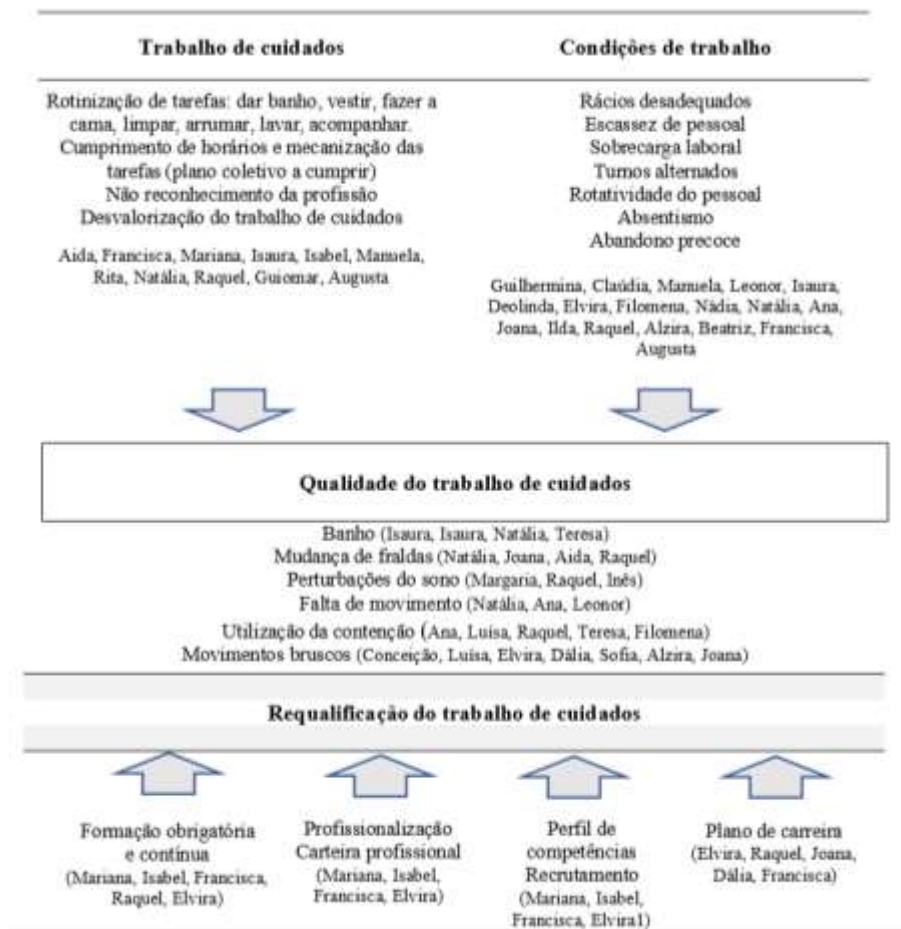 Trabalho de cuidados
Rotinização de tarefas: dar banho, vestir, fazer a
cama, limpar, arrumar, lavar, acompanhar.
Cumprimento de horários e mecanização das
tarefas (plano coletivo a cumprir)
Não reconhecimento da profissão
Desvalorização do trabalho de cuidados
Aida, Francisca, Mariana, Isaura, Isabel, Manuela,
Rita, Natália, Raquel, Guiomar, Augusta
Condições de trabalho
Rácios desadequados
Escassez de pessoal
Sobrecarga laboral
Turnos alternados
Rotatividade do pessoal
Absentismo
Abandono precoce
Guilhermina, Claúdia, Manuela, Leonor, Isaura,
Deolinda, Elvira, Filomena, Nádia, Natália, Ana,
Joana, Ilda, Raquel, Alzira, Beatriz, Francisca,
Augusta
Qualidade do trabalho de cuidados
Banho (Isaura, Isaura, Natália, Teresa)
Mudança de fraldas (Natália, Joana, Aida, Raquel)
Perturbações do sono (Margaria, Raquel, Inês)
Falta de movimento (Natália, Ana, Leonor)
Utilização da contenção (Ana, Luísa, Raquel, Teresa, Filomena)
Movimentos bruscos (Conceição, Luísa, Elvira, Dália, Sofia, Alzira, Joana)
Requalificação do trabalho de cuidados
Formação obrigatória
e contínua
(Mariana, Isabel, Francisca,
Raquel, Elvira)
Profissionalização
Carteira profissional
(Mariana, Isabel,
Francisca, Elvira)
Perfil de
competências
Recrutamento
(Mariana, Isabel,
Francisca, Elvira1)
Plano de carreira
(Elvira, Raquel, Joana,
Dália, Francisca)